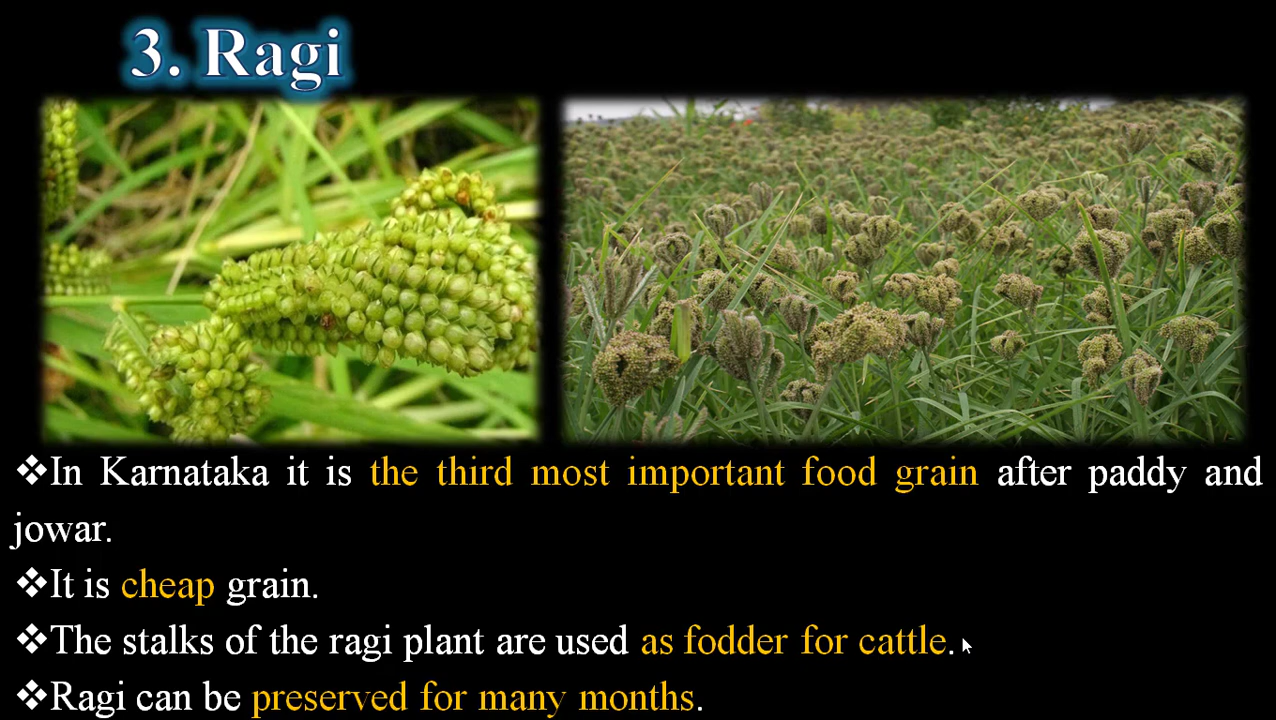 3. Ragi
❖In Karnataka it is the third most important food grain after paddy and
jowar.
❖It is cheap grain.
❖The stalks of the ragi plant are used as fodder for cattle.
❖Ragi can be preserved for many months.